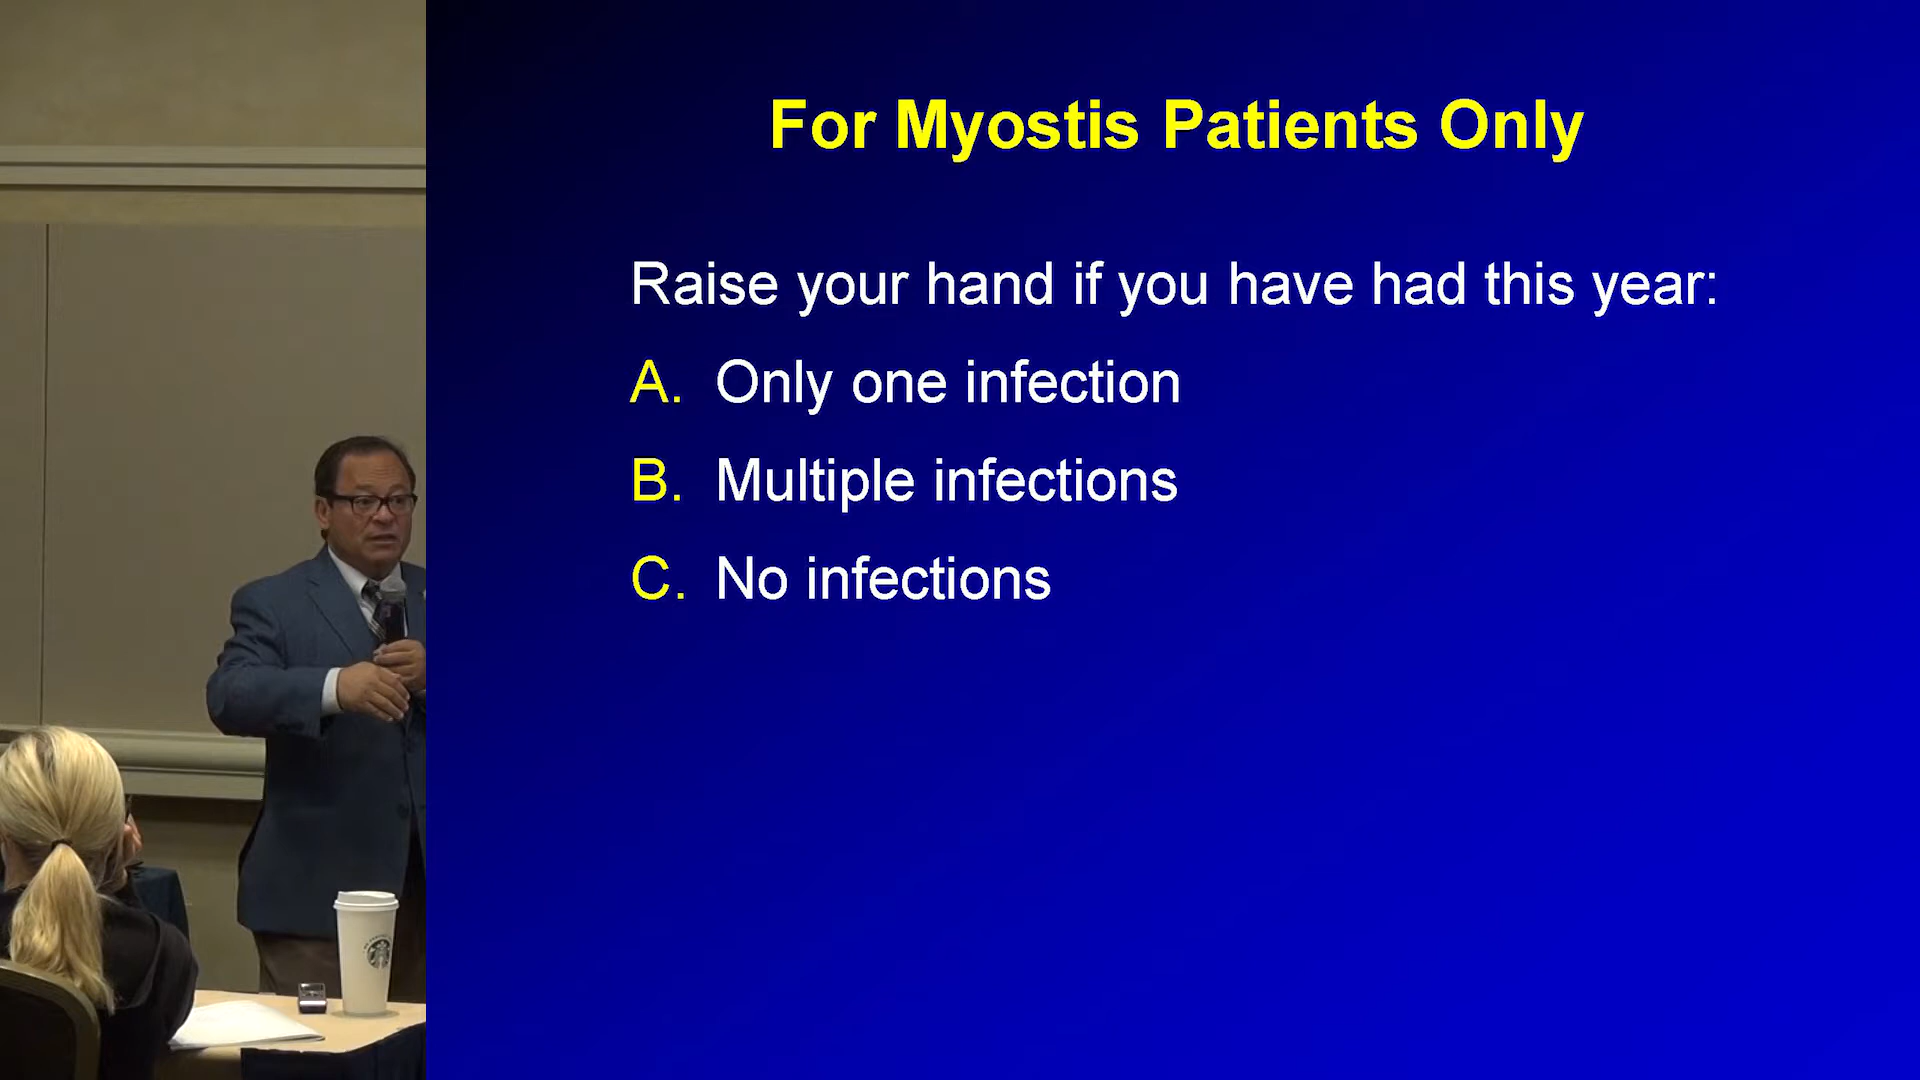 For Myostis Patients Only
Raise your hand if you have had this year:
A. Only one infection
B. Multiple infections
C. No infections